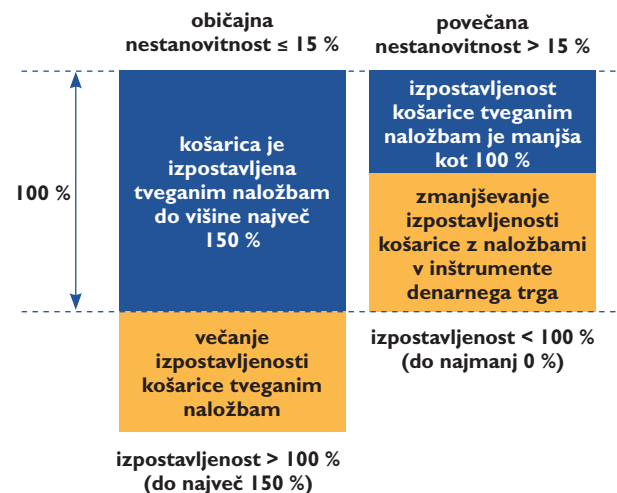 običajna
nestanovitnost ≤ 15 %
povečana
nestanovitnost > 15 %
100 %
košarica je
izpostavljena
tveganim naložbam
do višine največ
150 %
večanje
izpostavljenosti
košarice tveganim
naložbam
izpostavljenost > 100 %
(do največ 150 %)
izpostavljenost
košarice tveganim
naložbam je manjša
kot 100 %
zmanjševanje
izpostavljenosti
košarice z naložbami
v inštrumente
denarnega trga
izpostavljenost < 100 %
(do najmanj 0 %)